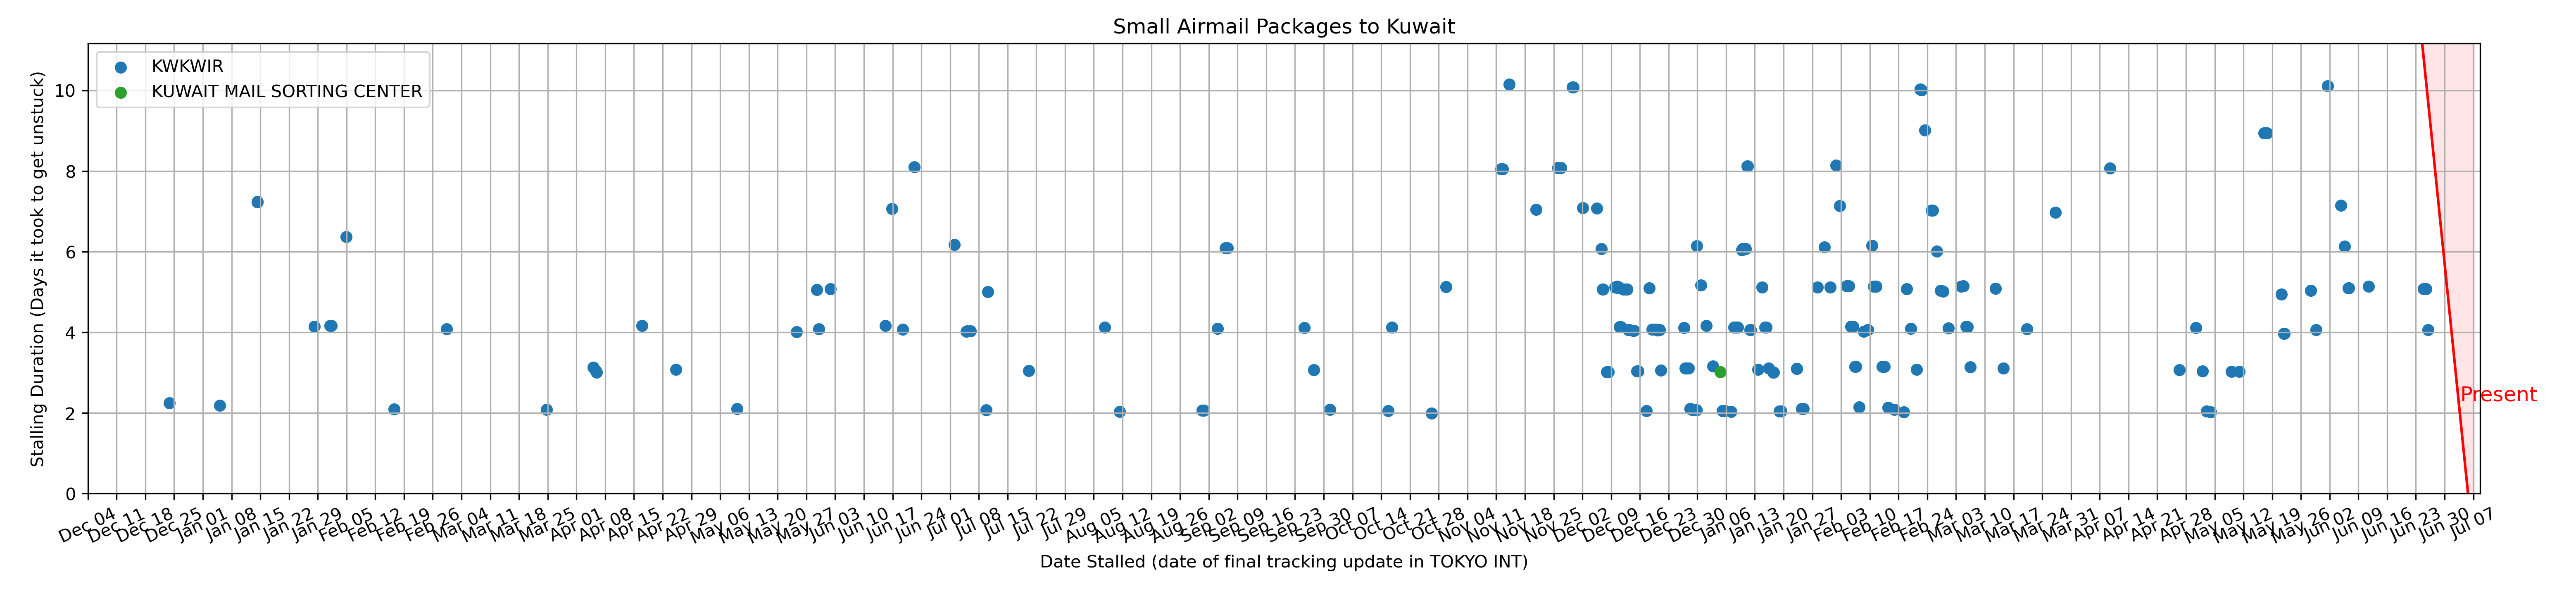 Small Airmail Packages to Kuwait
KWKWIR
KUWAIT MAIL SORTING CENTER
Stalling Duration (Days it took to get unstuck)
10
8
6
4
2
0
Present
Dec 04 Dec 11 Dec 18 Dec 25 Jan 01 Jan 08 Jan 15 Jan 22 Jan 29 Feb 05 Feb 12 Feb 19 Feb 26 Mar 04 Mar 11 Mar 18 Mar 25 Apr 01 Apr 08 Apr 15 Apr 22 Apr 29 May 06 May 13 May 20 May 27 Jun 03 Jun 10 Jun 17 Jun 24 Jul 01 Jul 08 Jul 15 Jul 22 Jul 29 Aug 05 Aug 12 Aug 19 Aug 26 Sep 02 Sep 09 Sep 16 Sep 23 Sep 30 Oct 07 Oct 14 Oct 21 Oct 28 Nov 04 Nov 11 Nov 18 Nov 25 Dec 02 Dec 09 Dec 16 Dec 23 Dec 30 Jan 06 Jan 13 Jan 20 Jan 27 Feb 03 Feb 10 Feb 17 Feb 24 Mar 03 Mar 10 Mar 17 Mar 24 Mar 31 Apr 07 Apr 14 Apr 21 Apr 28 May 05 May 12 May 19 May 26 Jun 02 Jun 09 Jun 16 Jun 23 Jun 30 Jul 07
Date Stalled (date of final tracking update in TOKYO INT)